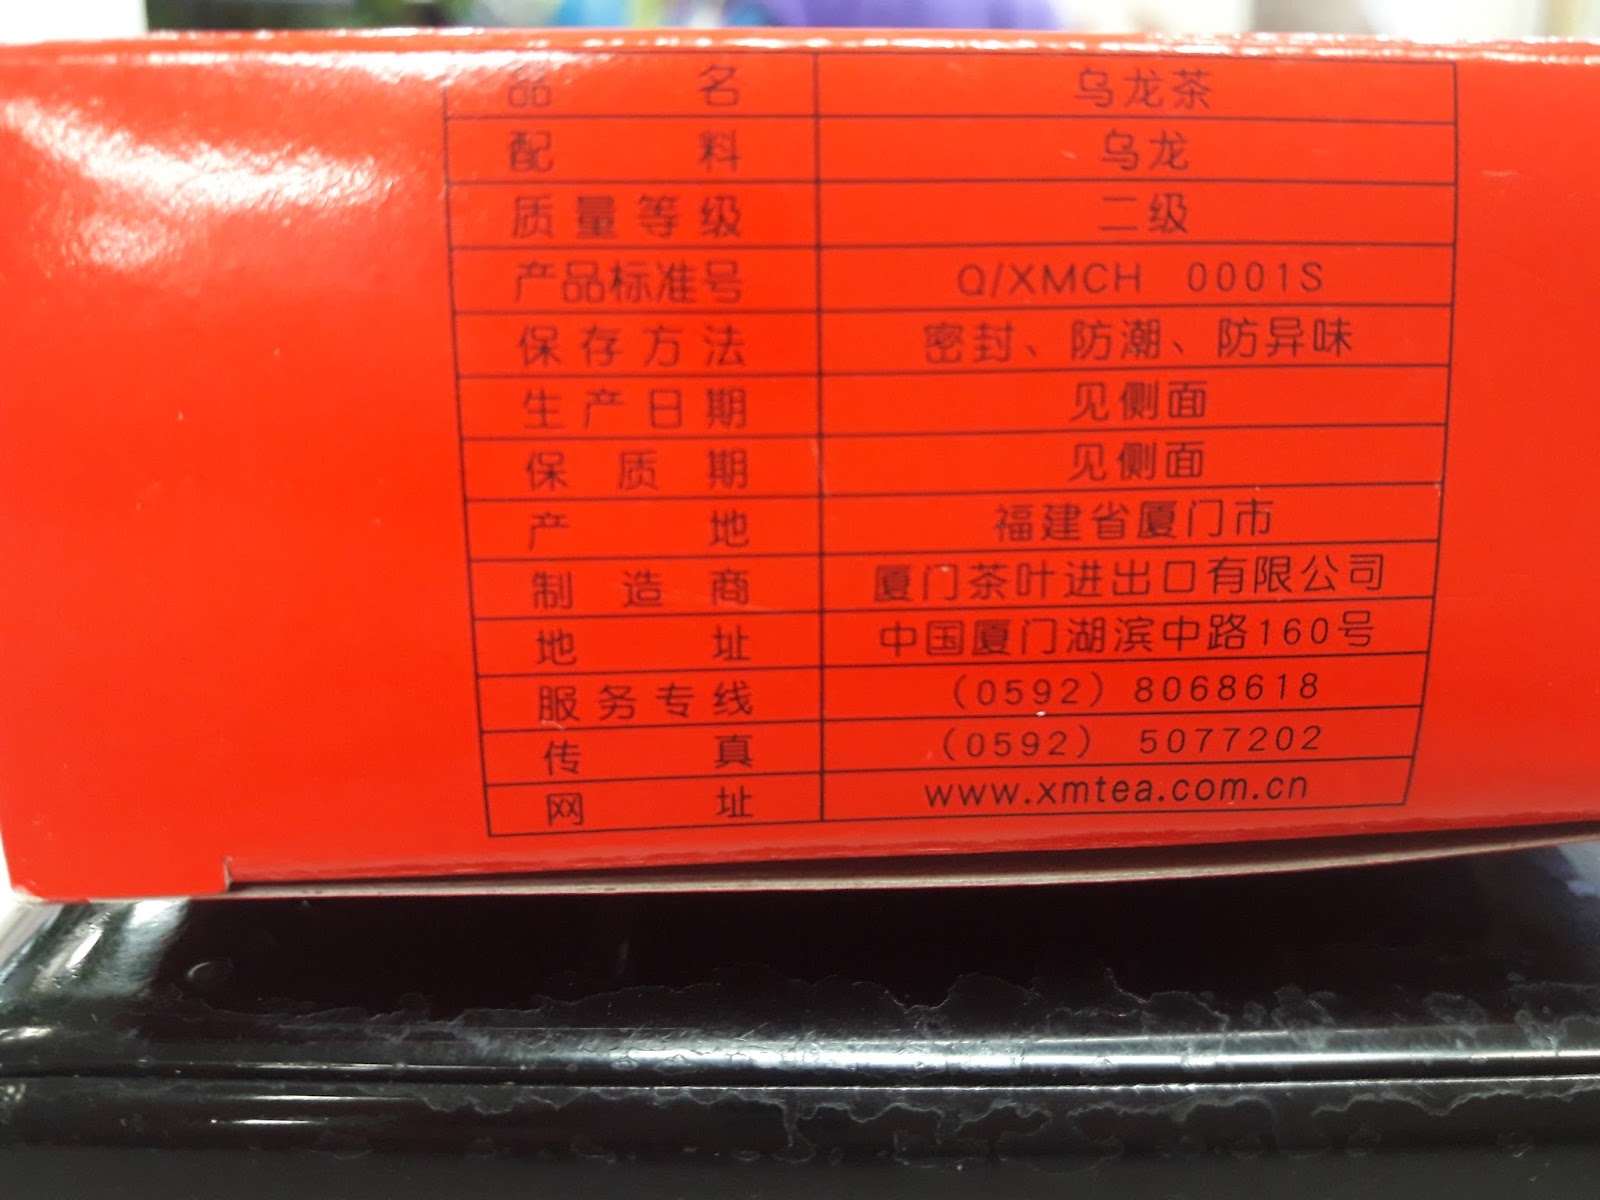 品名 乌龙茶
配料 乌龙
质量等级 二级
产品标准号 Q/XMCH 0001S
保存方法 密封、防潮、防异味
生产日期 见侧面
保质期 见侧面
产地 福建省厦门市
制造商 厦门茶叶进出口有限公司
地址 中国厦门湖滨中路160号
服务专线 (0592) 8068618
传真 (0592) 5077202
网址 www.xmtea.com.cn